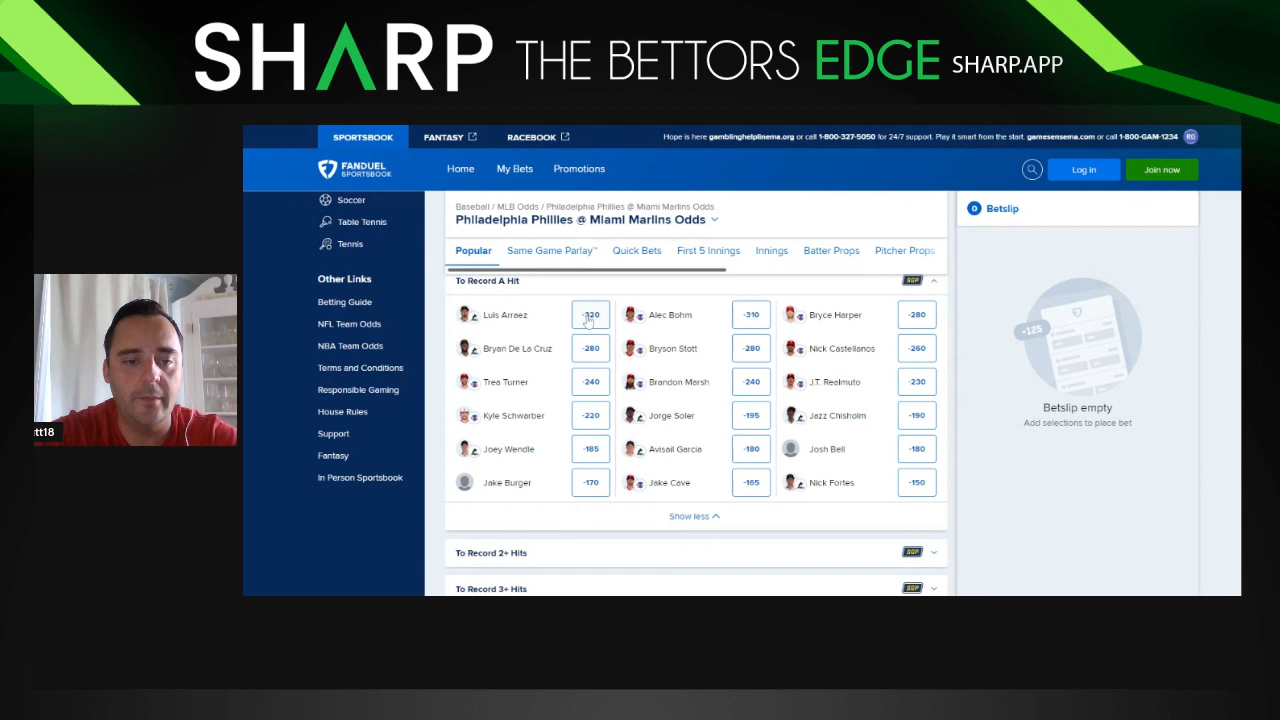 SHARP THE BETTORS EDGE SHARP.APP
SPORTSBOOK FANTASY RACEBOOK Hope is here gamblinghelplinema.org or call 1-800-327-5050 for 24/7 support. Play it smart from the start. gamesensema.com or call 1-800-GAM-1234 RG
FANDUEL
SPORTSBOOK
Home My Bets Promotions Log in Join now
Soccer
Table Tennis
Tennis
Other Links
Betting Guide
NFL Team Odds
NBA Team Odds
Terms and Conditions
Responsible Gaming
House Rules
Support
Fantasy
In Person Sportsbook
Baseball / MLB Odds / Philadelphia Phillies @ Miami Marlins Odds
Philadelphia Phillies @ Miami Marlins Odds
Popular Same Game Parlay™ Quick Bets First 5 Innings Innings Batter Props Pitcher Props
To Record A Hit SGP
Luis Arraez -320 Alec Bohm -310 Bryce Harper -280
Bryan De La Cruz -280 Bryson Stott -280 Nick Castellanos -260
Trea Turner -240 Brandon Marsh -240 J.T. Realmuto -230
Kyle Schwarber -220 Jorge Soler -195 Jazz Chisholm -190
Joey Wendle -185 Avisail Garcia -180 Josh Bell -180
Jake Burger -170 Jake Cave -165 Nick Fortes -150
Show less
To Record 2+ Hits SGP
To Record 3+ Hits SGP
0 Betslip
-125
Betslip empty
Add selections to place bet
tt18